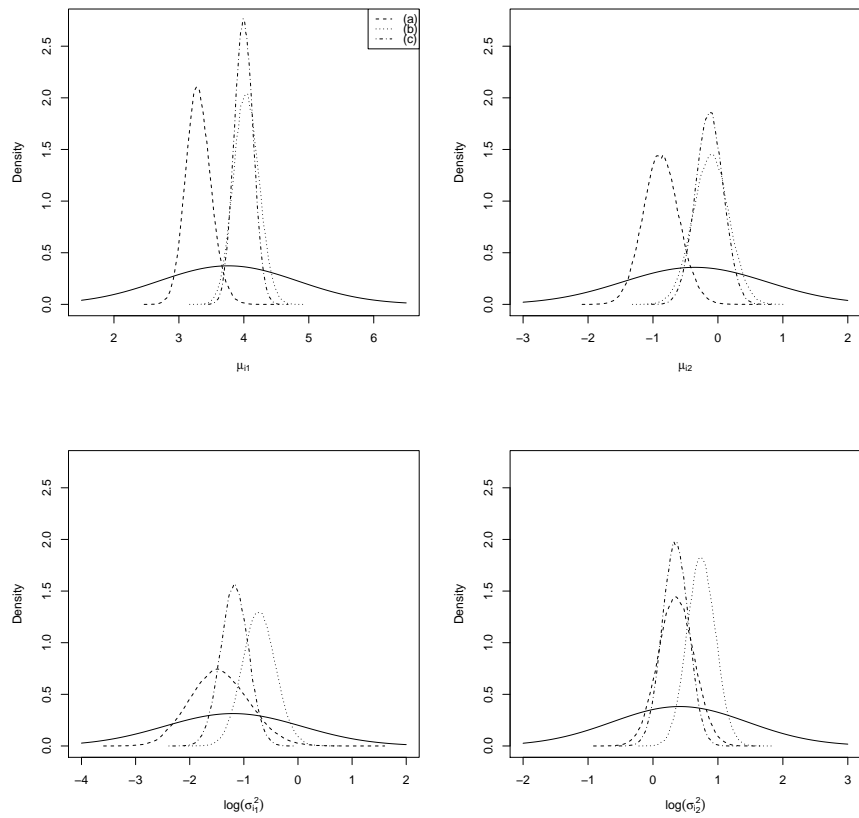 (a)
(b)
(c)
Density
0.0 0.5 1.0 1.5 2.0 2.5
2 3 4 5 6
μi1
Density
0.0 0.5 1.0 1.5 2.0 2.5
−3 −2 −1 0 1 2
μi2
Density
0.0 0.5 1.0 1.5 2.0 2.5
−4 −3 −2 −1 0 1 2
log(σ²i1)
Density
0.0 0.5 1.0 1.5 2.0 2.5
−2 −1 0 1 2 3
log(σ²i2)